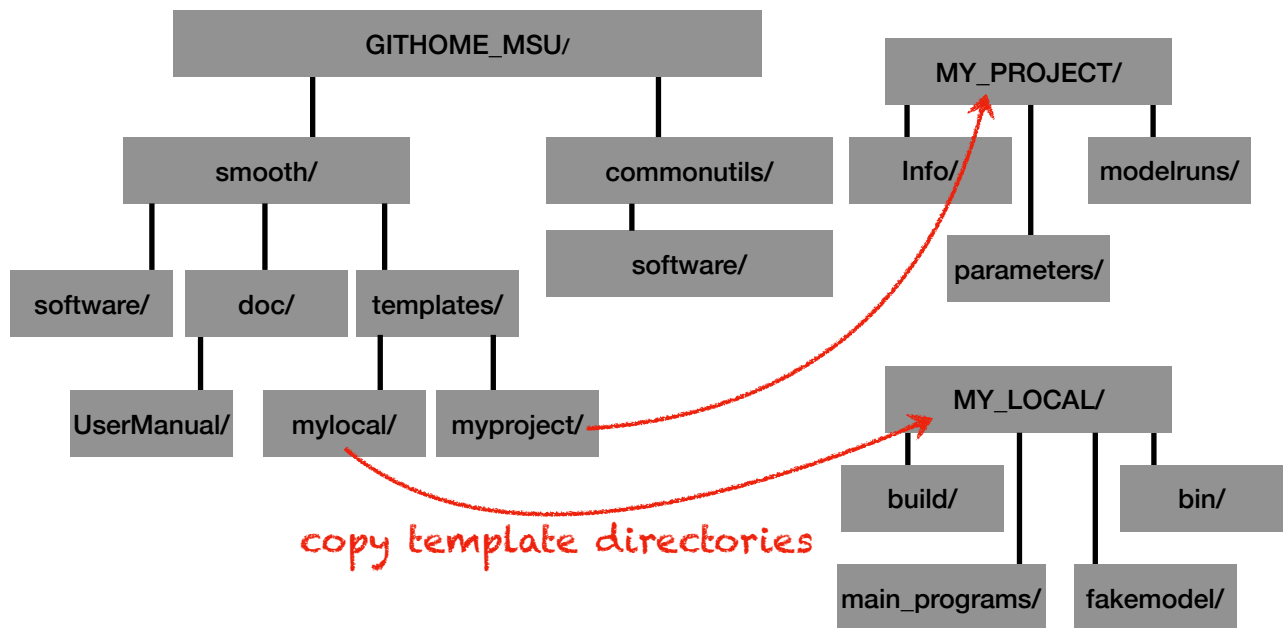 GITHOME_MSU/
MY_PROJECT/
smooth/
commonutils/
Info/
modelruns/
software/
parameters/
software/
doc/
templates/
MY_LOCAL/
UserManual/
mylocal/
myproject/
build/
bin/
copy template directories
main_programs/
fakemodel/